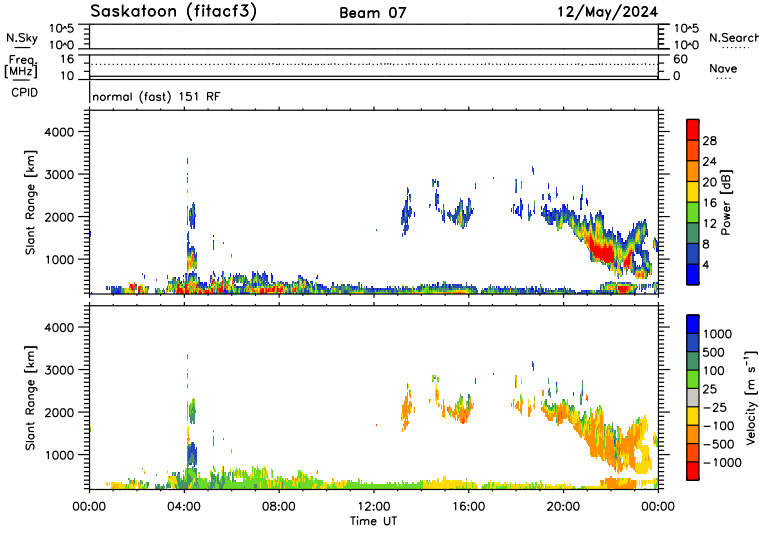 Saskatoon (fitacf3) Beam 07 12/May/2024
N.Sky 10^5 10^0 10^5 10^0 N.Search
Freq. [MHz] 16 10 60 0 Nave
CPID normal (fast) 151 RF
Slant Range [km]
4000
3000
2000
1000
28
24
20
16
12
8
4
Power [dB]
Slant Range [km]
4000
3000
2000
1000
1000
500
100
25
−25
−100
−500
−1000
Velocity [m s⁻¹]
00:00 04:00 08:00 12:00 16:00 20:00 00:00
Time UT